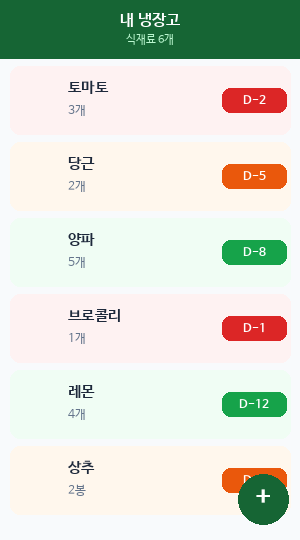 내 냉장고
식재료 6개
토마토
3개
D-2
당근
2개
D-5
양파
5개
D-8
브로콜리
1개
D-1
레몬
4개
D-12
상추
2봉
+